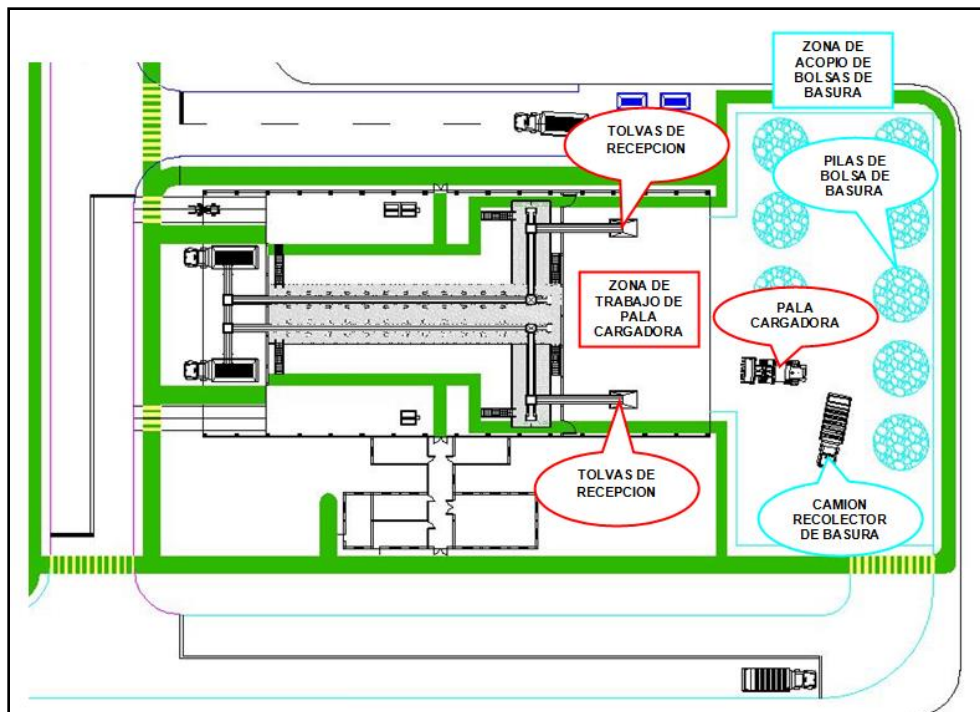 ZONA DE
ACOPIO DE
BOLSAS DE
BASURA
TOLVAS DE
RECEPCION
PILAS DE
BOLSA DE
BASURA
ZONA DE
TRABAJO DE
PALA
CARGADORA
PALA
CARGADORA
TOLVAS DE
RECEPCION
CAMION
RECOLECTOR
DE BASURA